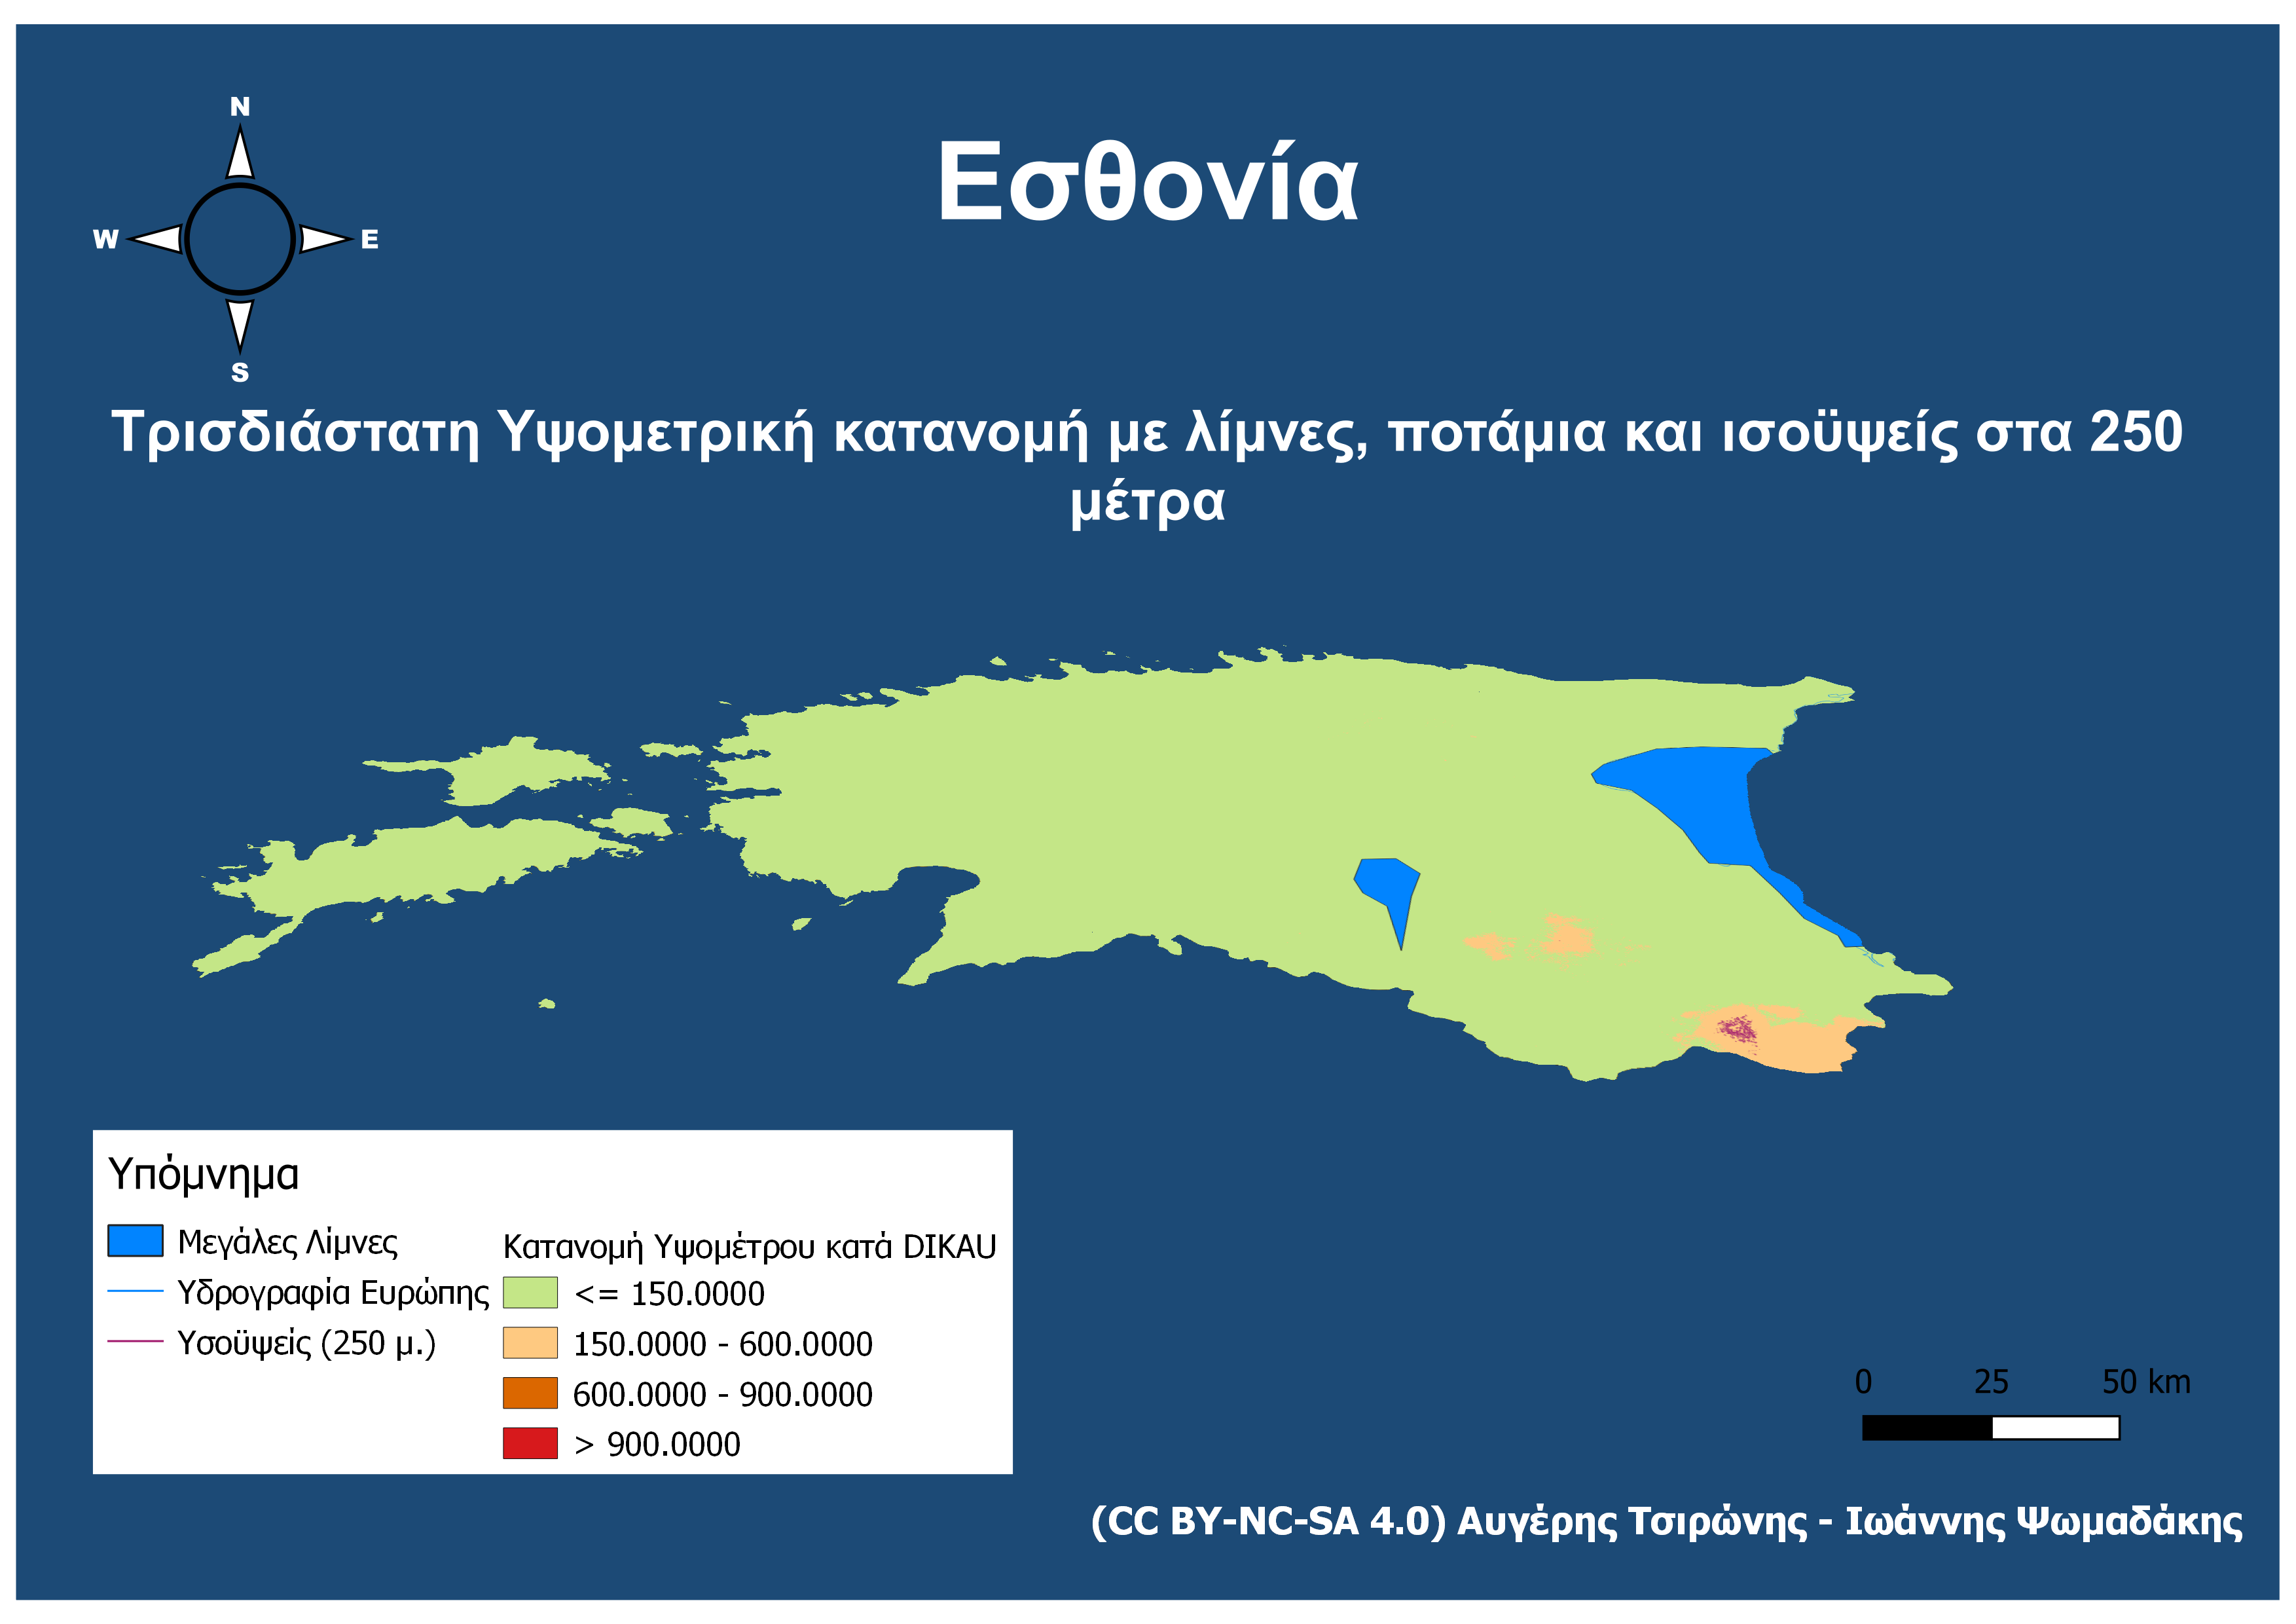 N
W
E
S
Εσθονία
Τρισδιάστατη Υψομετρική κατανομή με λίμνες, ποτάμια και ισοϋψείς στα 250
μέτρα
Υπόμνημα
Μεγάλες Λίμνες
Υδρογραφία Ευρώπης
Υσοϋψείς (250 μ.)
Κατανομή Υψομέτρου κατά DIKAU
<= 150.0000
150.0000 - 600.0000
600.0000 - 900.0000
> 900.0000
0 25 50 km
(CC BY-NC-SA 4.0) Αυγέρης Τσιρώνης - Ιωάννης Ψωμαδάκης